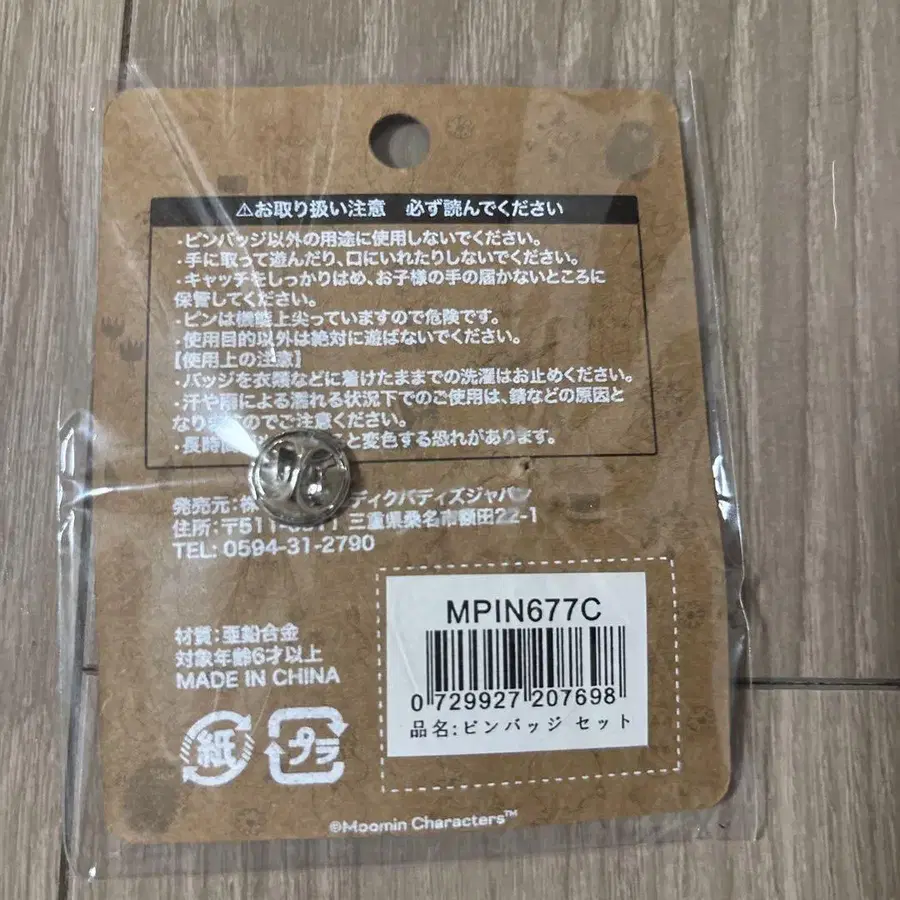 ⚠お取り扱い注意 必ず読んでください
・ピンバッジ以外の用途に使用しないでください。
・手に取って遊んだり、口にいれたりしないでください。
・キャッチをしっかりはめ、お子様の手の届かないところに
保管してください。
・ピンは機能上尖っていますので危険です。
・使用目的以外は絶対に遊ばないでください。
【使用上の注意】
・バッジを衣類などに着けたままでの洗濯はお止めください。
・汗や雨による濡れる状況下でのご使用は、錆などの原因と
なりますのでご注意ください。
・長時間 こと変色する恐れがあります。
発売元：株 ディクバディズジャパン
住所：〒511- 三重県桑名市額田22-1
TEL: 0594-31-2790
材質：亜鉛合金
対象年齢6才以上
MADE IN CHINA
紙
プラ
MPIN677C
0 729927 207698
品名:ピンバッジ セット
©Moomin Characters™